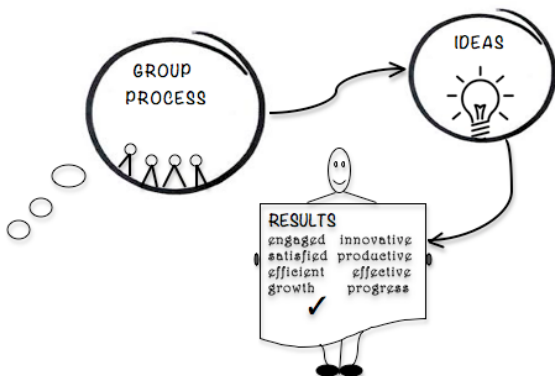 GROUP
PROCESS
IDEAS
RESULTS
engaged innovative
satisfied productive
efficient effective
growth progress